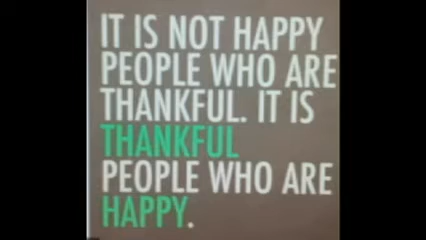 IT IS NOT HAPPY
PEOPLE WHO ARE
THANKFUL. IT IS
THANKFUL
PEOPLE WHO ARE
HAPPY.